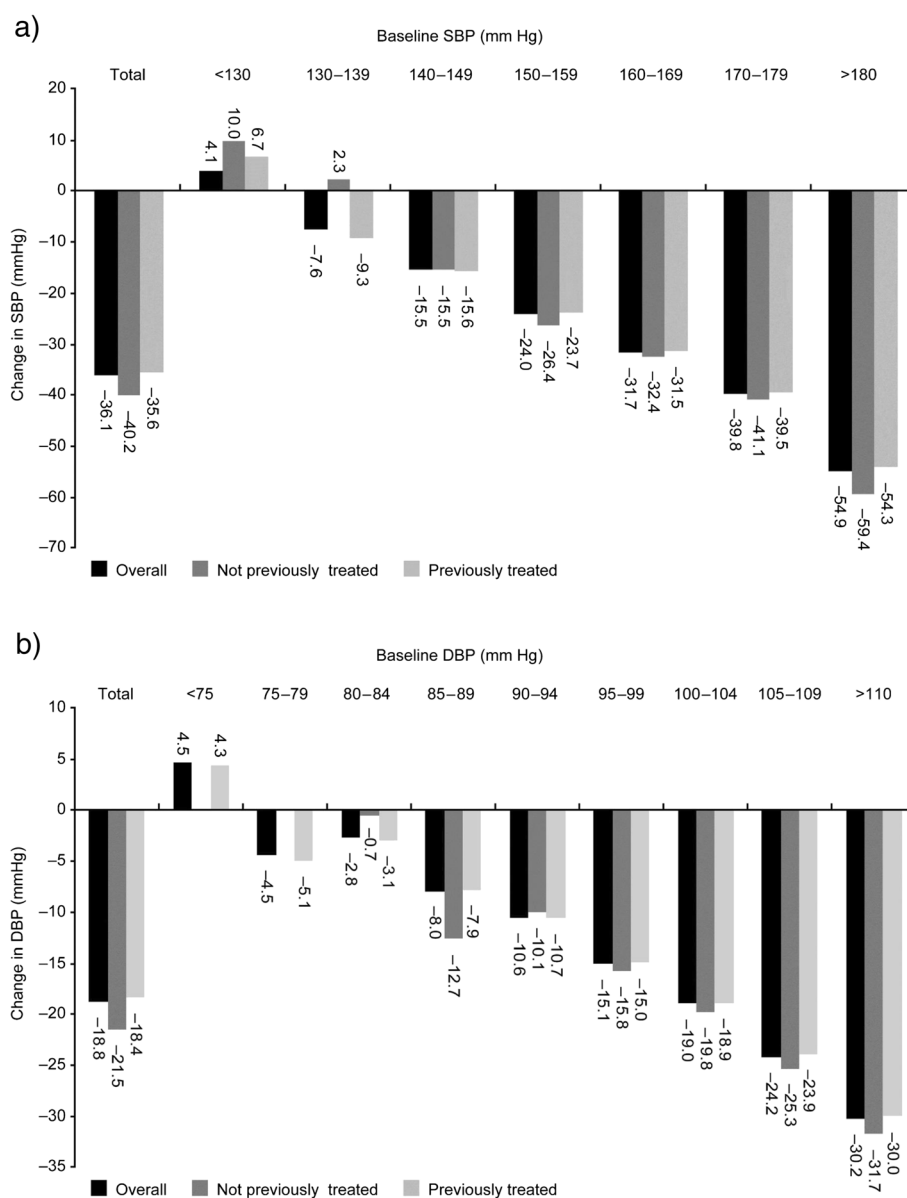 a)
Baseline SBP (mm Hg)
Total <130 130–139 140–149 150–159 160–169 170–179 >180
Change in SBP (mmHg)
20
10
0
–10
–20
–30
–40
–50
–60
–70
–36.1 –40.2 –35.6
4.1 10.0 6.7
–7.6 2.3 –9.3
–15.5 –15.5 –15.6
–24.0 –26.4 –23.7
–31.7 –32.4 –31.5
–39.8 –41.1 –39.5
–54.9 –59.4 –54.3
Overall Not previously treated Previously treated
b)
Baseline DBP (mm Hg)
Total <75 75–79 80–84 85–89 90–94 95–99 100–104 105–109 >110
Change in DBP (mmHg)
10
5
0
–5
–10
–15
–20
–25
–30
–35
–18.8 –21.5 –18.4
4.5 4.3
–4.5 –5.1
–2.8 –0.7 –3.1
–8.0 –12.7 –7.9
–10.6 –10.1 –10.7
–15.1 –15.8 –15.0
–19.0 –19.8 –18.9
–24.2 –25.3 –23.9
–30.2 –31.7 –30.0
Overall Not previously treated Previously treated